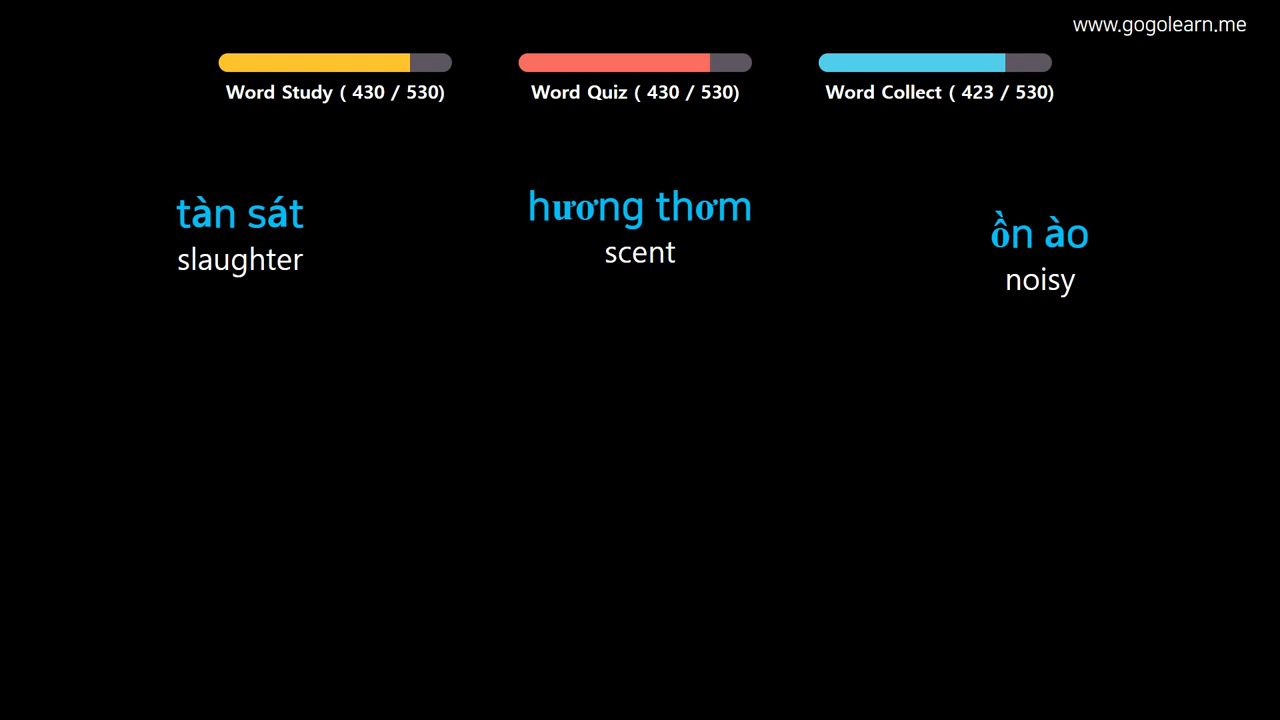 www.gogolearn.me
Word Study ( 430 / 530)
Word Quiz ( 430 / 530)
Word Collect ( 423 / 530)
tàn sát
slaughter
hương thơm
scent
ồn ào
noisy